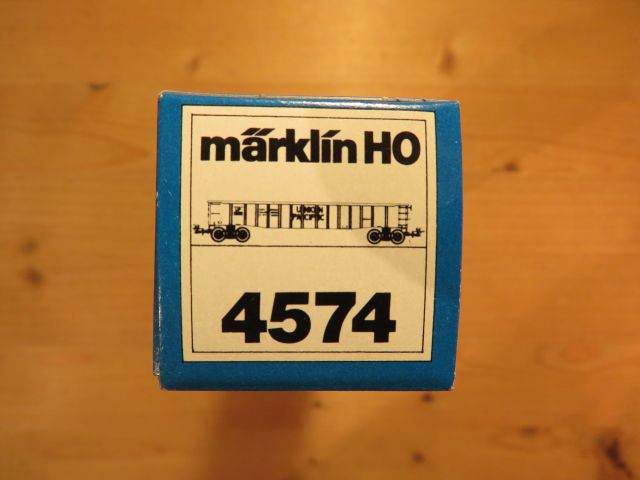 märklin HO
UNION
PACIFIC
4574